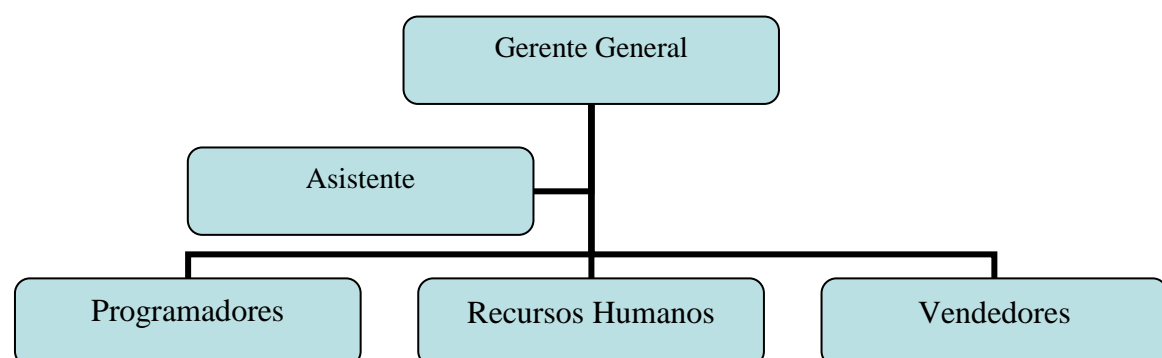 Gerente General
Asistente
Programadores
Recursos Humanos
Vendedores